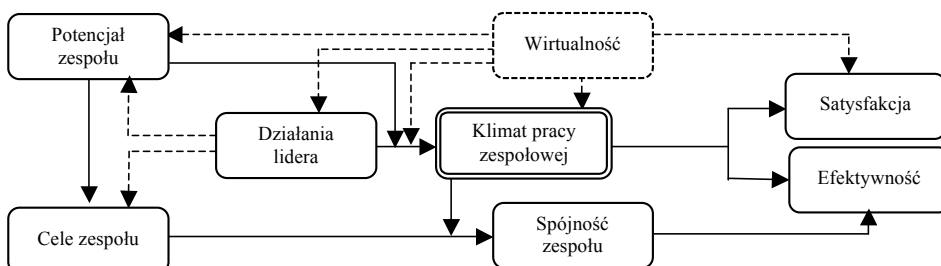 Potencjał
zespołu
Wirtualność
Satysfakcja
Działania
lidera
Klimat pracy
zespołowej
Efektywność
Cele zespołu
Spójność
zespołu